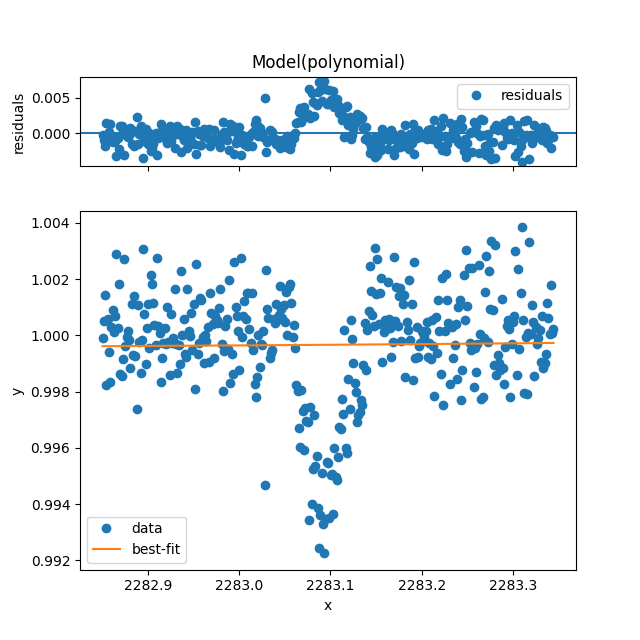 Model(polynomial)
0.005
0.000
residuals
residuals
1.004
1.002
1.000
0.998
0.996
0.994
0.992
y
data
best-fit
2282.9
2283.0
2283.1
2283.2
2283.3
x